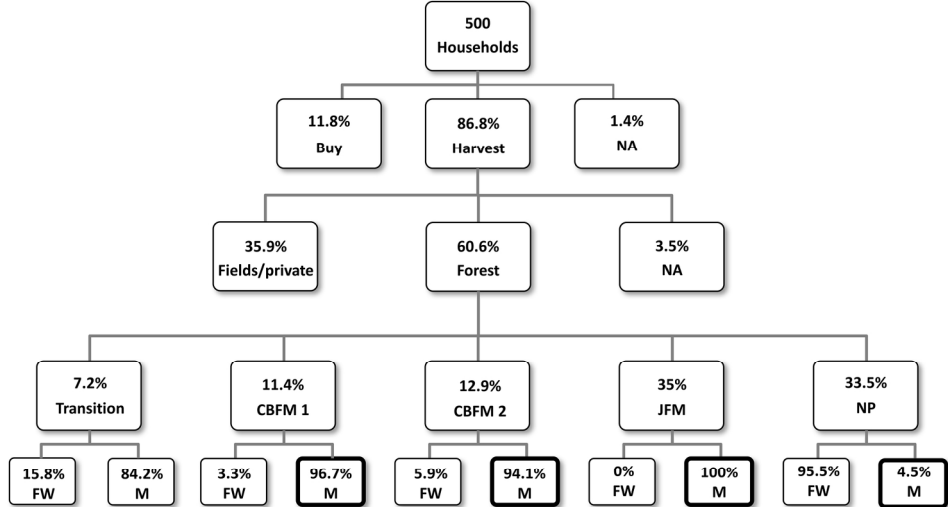 500
Households
11.8%
Buy
86.8%
Harvest
1.4%
NA
35.9%
Fields/private
60.6%
Forest
3.5%
NA
7.2%
Transition
11.4%
CBFM 1
12.9%
CBFM 2
35%
JFM
33.5%
NP
15.8%
FW
84.2%
M
3.3%
FW
96.7%
M
5.9%
FW
94.1%
M
0%
FW
100%
M
95.5%
FW
4.5%
M